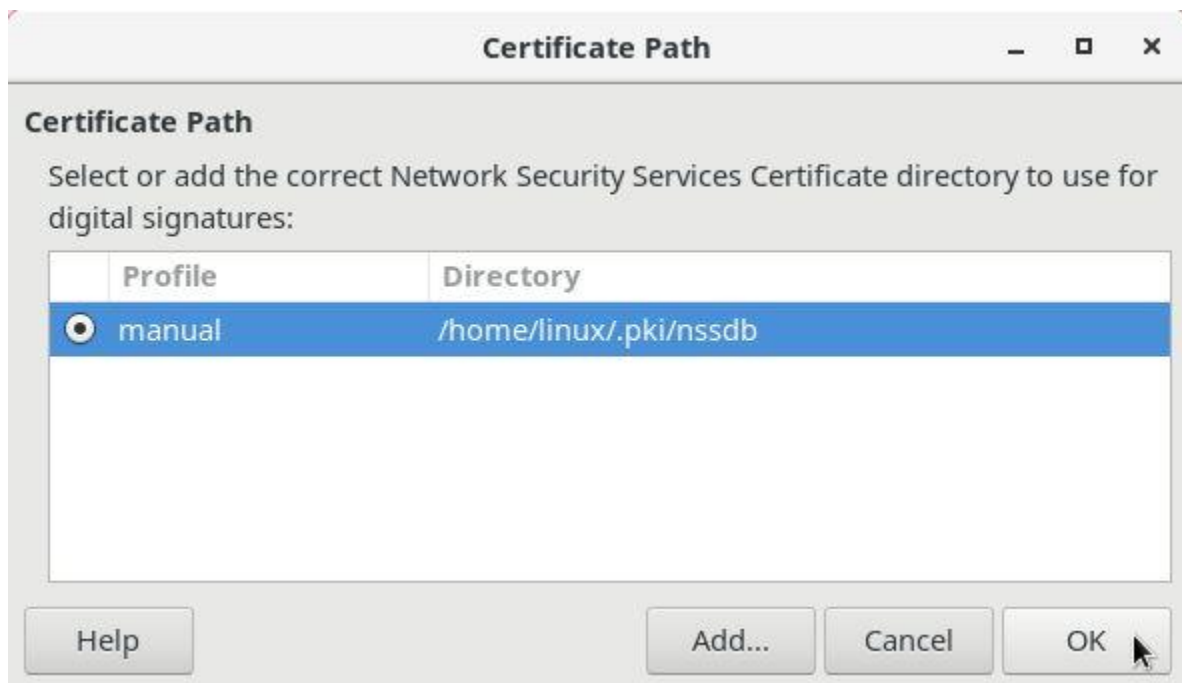 Certificate Path
Certificate Path
Select or add the correct Network Security Services Certificate directory to use for
digital signatures:
Profile Directory
manual /home/linux/.pki/nssdb
Help Add... Cancel OK